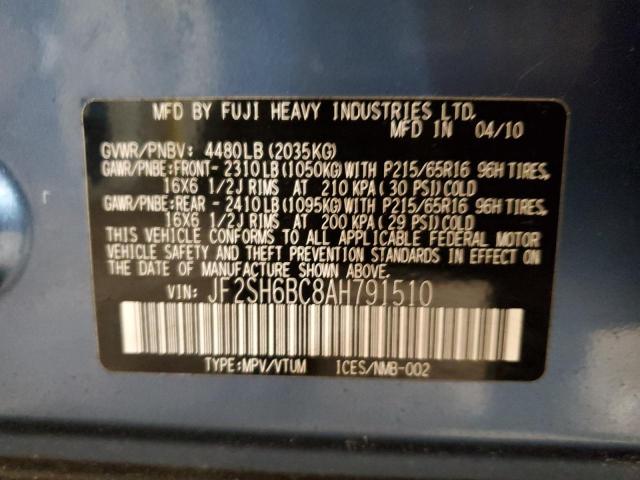 MFD BY FUJI HEAVY INDUSTRIES LTD.
MFD IN 04/10
GVWR/PNBV: 4480LB(2035KG)
GAWR/PNBE:FRONT- 2310LB(1050KG)WITH P215/65R16 96H TIRES,
16X6 1/2J RIMS AT 210 KPA(30 PSI)COLD
GAWR/PNBE:REAR - 2410LB(1095KG)WITH P215/65R16 96H TIRES,
16X6 1/2J RIMS AT 200 KPA(29 PSI)COLD
THIS VEHICLE CONFORMS TO ALL APPLICABLE FEDERAL MOTOR
VEHICLE SAFETY AND THEFT PREVENTION STANDARDS IN EFFECT
ON THE DATE OF MANUFACTURE SHOWN ABOVE.
VIN: JF2SH6BC8AH791510
TYPE:MPV/VTUM ICES/NMB-002